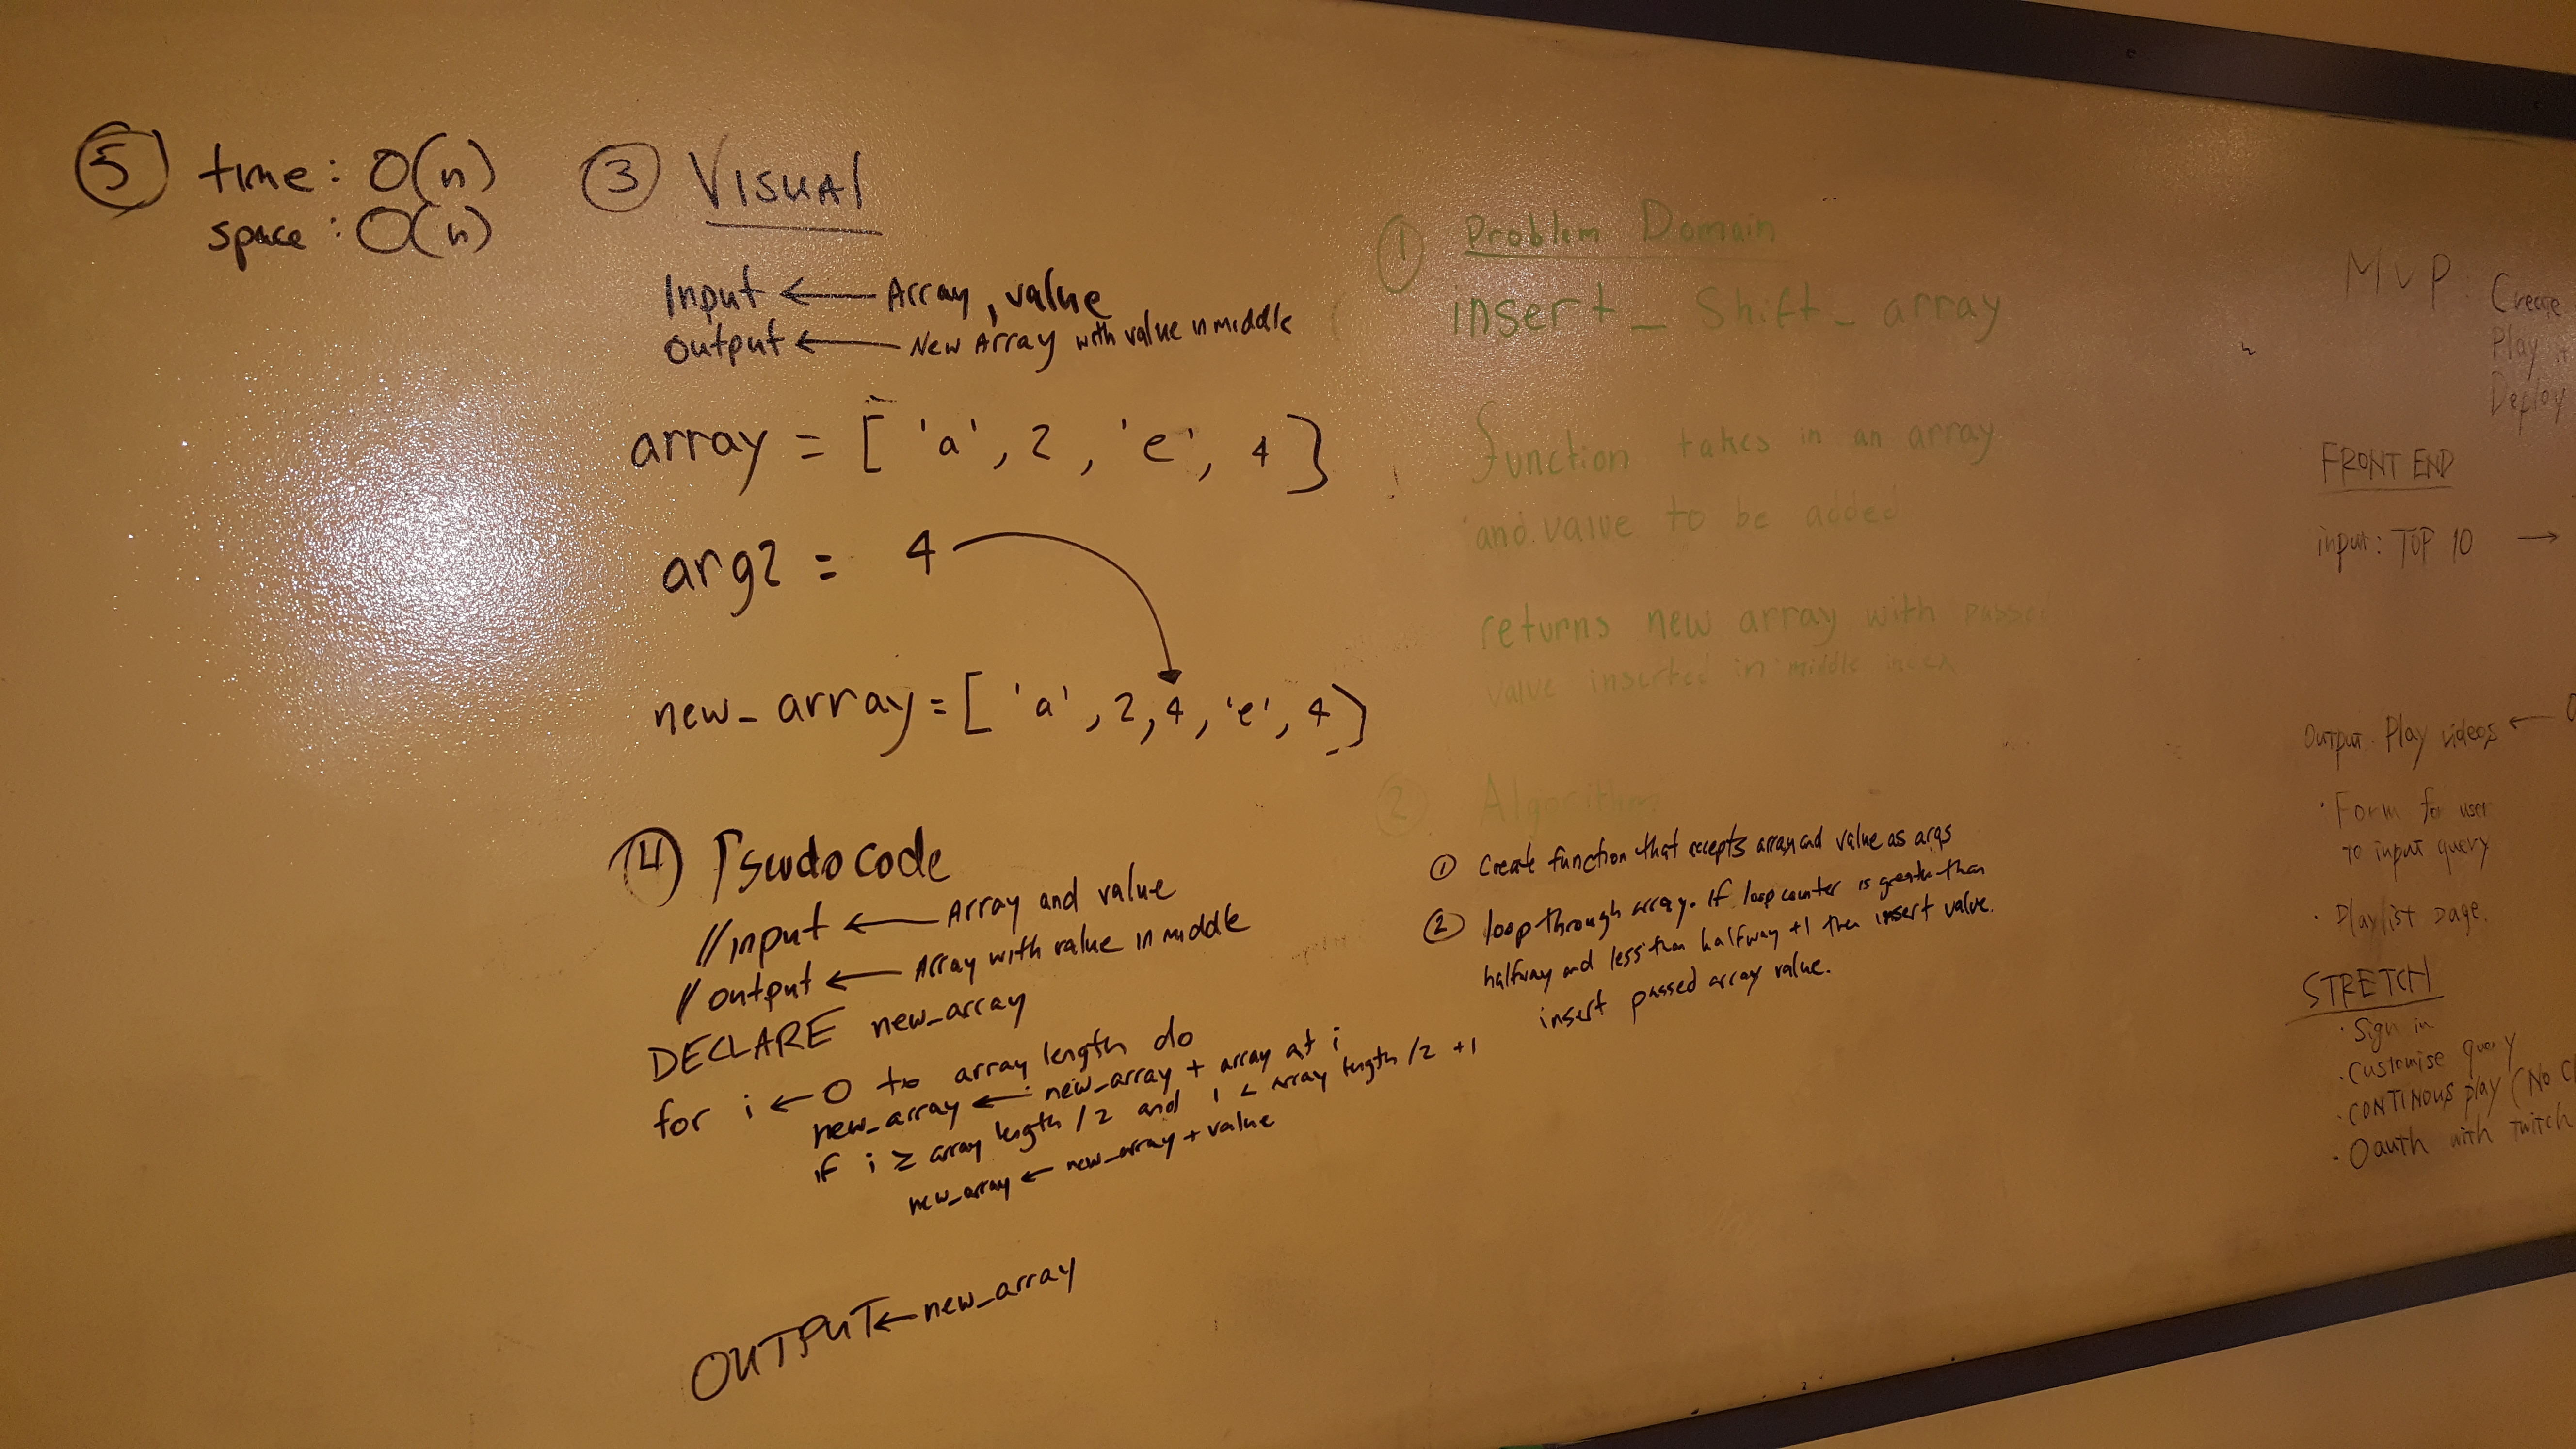 5 time: O(n)
space: O(n)
3 Visual
Input ← Array, value
Output ← New Array with value in middle
array = [ 'a', 2, 'e', 4 ]
arg2 = 4
new_array = [ 'a', 2, 4, 'e', 4 ]
4 Psudocode
//input ← Array and value
//output ← Array with value in middle
DECLARE new_array
for i ← 0 to array length do
new_array ← new_array + array at i
if i ≥ array length /2 and i < array length /2 +1
new_array ← new_array + value
OUTPUT ← new_array
1 Problem Domain
insert_shift_array
function takes in an array
and value to be added
returns new array with passed
value inserted in middle index
2 Algorithm
1 Create function that accepts array and value as args
2 loop through array. If loop counter is greater than
halfway and less than halfway +1 then insert value.
insert passed array value.
MVP Create
Play
Deploy
FRONT END
input: TOP 10 →
Output: Play videos ←
· Form for user
to input query
· Playlist page.
STRETCH
· Sign in
· Customise query
· CONTINOUS play (No
· Oauth with twitch